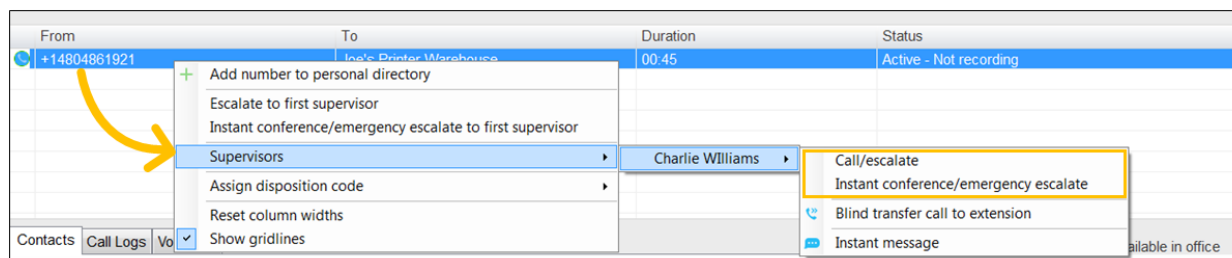 From To Duration Status
+14804861921 Joe's Printer Warehouse 00:45 Active - Not recording
Add number to personal directory
Escalate to first supervisor
Instant conference/emergency escalate to first supervisor
Supervisors Charlie WIlliams Call/escalate
Instant conference/emergency escalate
Assign disposition code
Blind transfer call to extension
Reset column widths
Show gridlines
Instant message
Contacts Call Logs Vo ailable in office